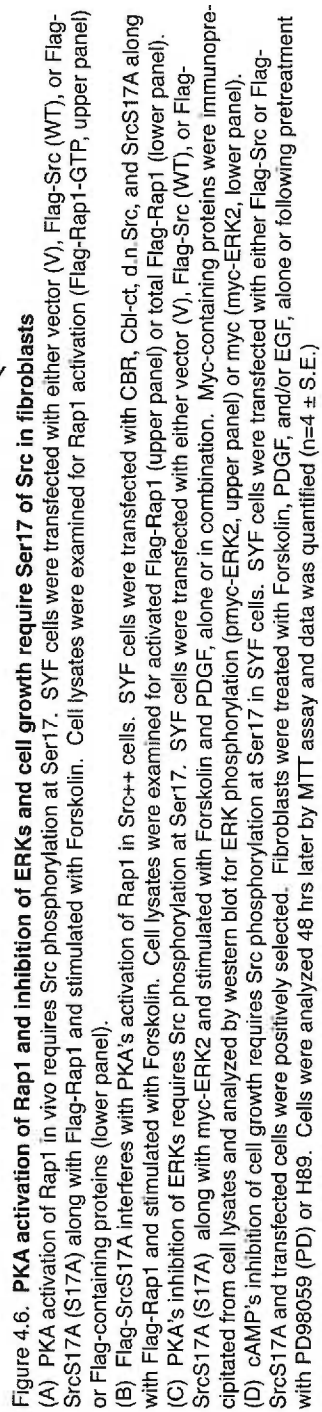 Figure 4.6. PKA activation of Rap1 and inhibition of ERKs and cell growth require Ser17 of Src in fibroblasts
(A) PKA activation of Rap1 in vivo requires Src phosphorylation at Ser17. SYF cells were transfected with either vector (V), Flag-Src (WT), or Flag-
SrcS17A (S17A) along with Flag-Rap1 and stimulated with Forskolin. Cell lysates were examined for Rap1 activation (Flag-Rap1-GTP, upper panel)
or Flag-containing proteins (lower panel).
(B) Flag-SrcS17A interferes with PKA's activation of Rap1 in Src++ cells. SYF cells were transfected with CBR, Cbl-ct, d.n.Src, and SrcS17A along
with Flag-Rap1 and stimulated with Forskolin. Cell lysates were examined for activated Flag-Rap1 (upper panel) or total Flag-Rap1 (lower panel).
(C) PKA's inhibition of ERKs requires Src phosphorylation at Ser17. SYF cells were transfected with either vector (V), Flag-Src (WT), or Flag-
SrcS17A (S17A) along with myc-ERK2 and stimulated with Forskolin and PDGF, alone or in combination. Myc-containing proteins were immunopre-
cipitated from cell lysates and analyzed by western blot for ERK phosphorylation (pmyc-ERK2, upper panel) or myc (myc-ERK2, lower panel).
(D) cAMP's inhibition of cell growth requires Src phosphorylation at Ser17 in SYF cells. SYF cells were transfected with either Flag-Src or Flag-
SrcS17A and transfected cells were positively selected. Fibroblasts were treated with Forskolin, PDGF, and/or EGF, alone or following pretreatment
with PD98059 (PD) or H89. Cells were analyzed 48 hrs later by MTT assay and data was quantified (n=4 ± S.E.)